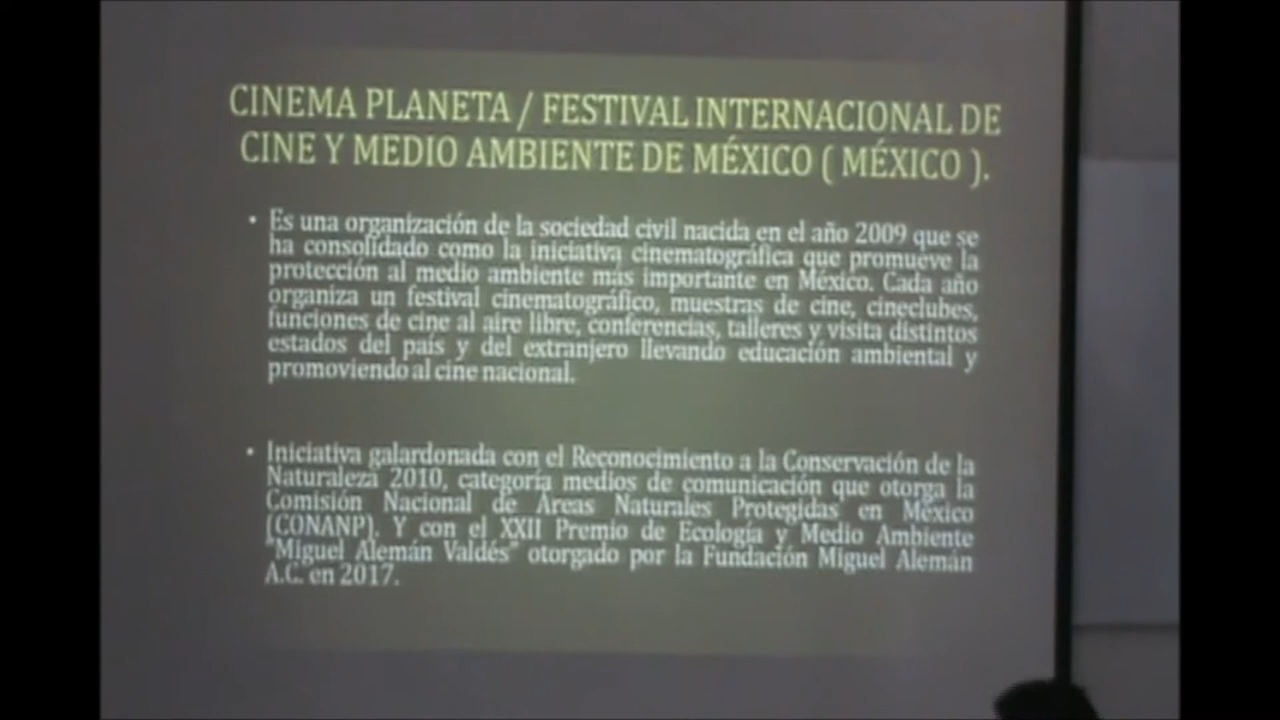 CINEMA PLANETA / FESTIVAL INTERNACIONAL DE
CINE Y MEDIO AMBIENTE DE MÉXICO ( MÉXICO ).
• Es una organización de la sociedad civil nacida en el año 2009 que se
ha consolidado como la iniciativa cinematográfica que promueve la
protección al medio ambiente más importante en México. Cada año
organiza un festival cinematográfico, muestras de cine, cineclubes,
funciones de cine al aire libre, conferencias, talleres y visita distintos
estados del país y del extranjero llevando educación ambiental y
promoviendo al cine nacional.
• Iniciativa galardonada con el Reconocimiento a la Conservación de la
Naturaleza 2010, categoría medios de comunicación que otorga la
Comisión Nacional de Áreas Naturales Protegidas en México
(CONANP). Y con el XXII Premio de Ecología y Medio Ambiente
"Miguel Alemán Valdés" otorgado por la Fundación Miguel Alemán
A.C. en 2017.